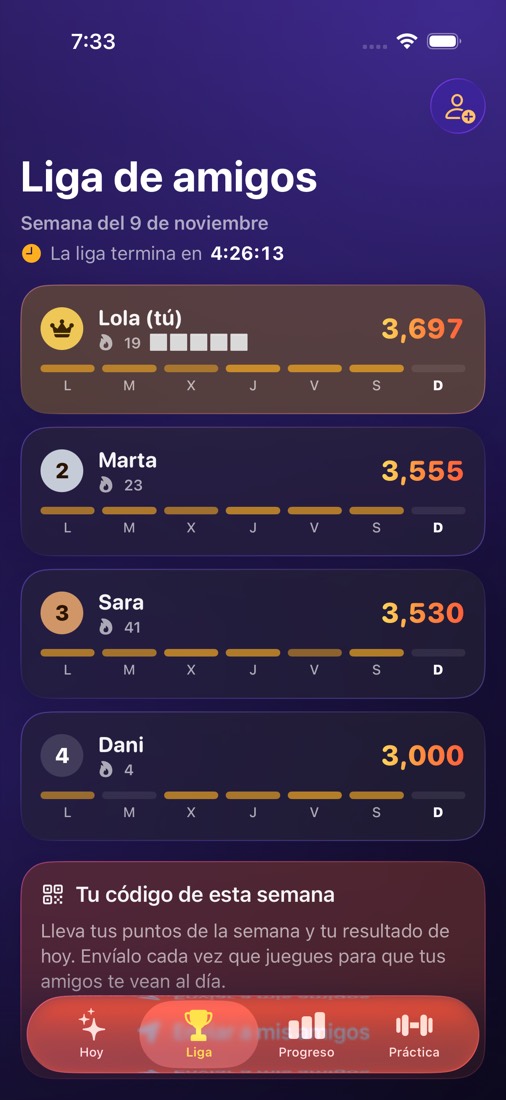 7:33
Liga de amigos
Semana del 9 de noviembre
La liga termina en 4:26:13
Lola (tú)
19
3,697
L M X J V S D
2
Marta
23
3,555
L M X J V S D
3
Sara
41
3,530
L M X J V S D
4
Dani
4
3,000
L M X J V S D
Tu código de esta semana
Lleva tus puntos de la semana y tu resultado de
hoy. Envíalo cada vez que juegues para que tus
amigos te vean al día.
a mis amigos
Hoy Liga Progreso Práctica